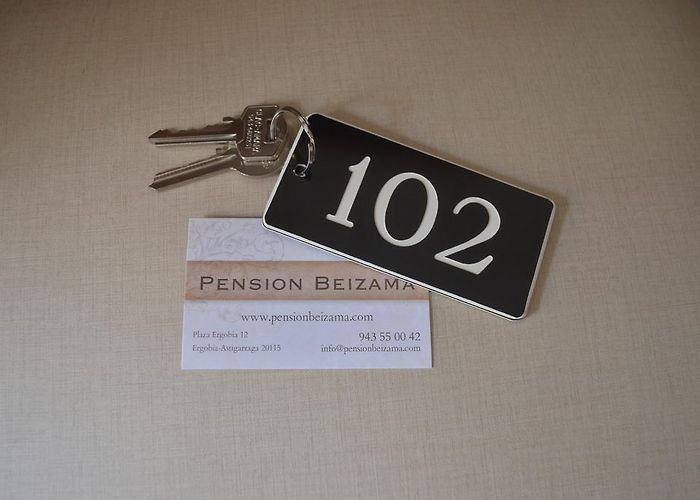 102
PENSION BEIZAMA
www.pensionbeizama.com
Plaza Ergobia 12
943 55 00 42
Ergobia-Astigarraga 20115
info@pensionbeizama.com